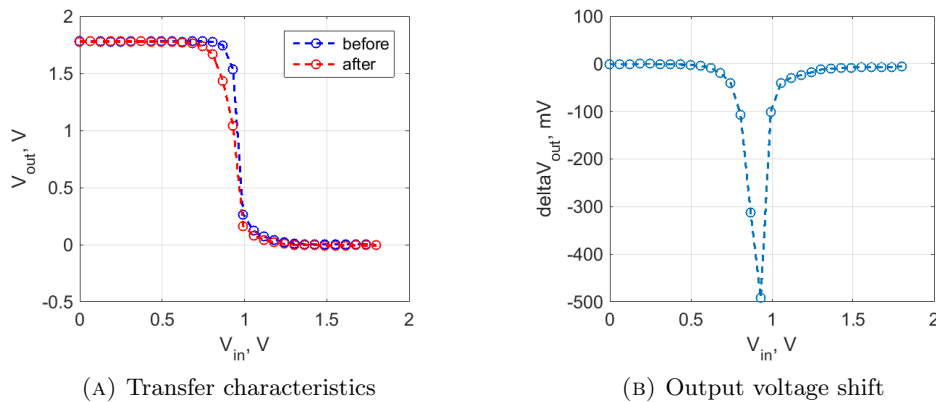 2
1.5
1
0.5
0
-0.5
V_out, V
0 0.5 1 1.5 2
V_in, V
before
after
(A) Transfer characteristics
0
-100
-200
-300
-400
-500
deltaV_out, mV
0 0.5 1 1.5 2
V_in, V
(B) Output voltage shift